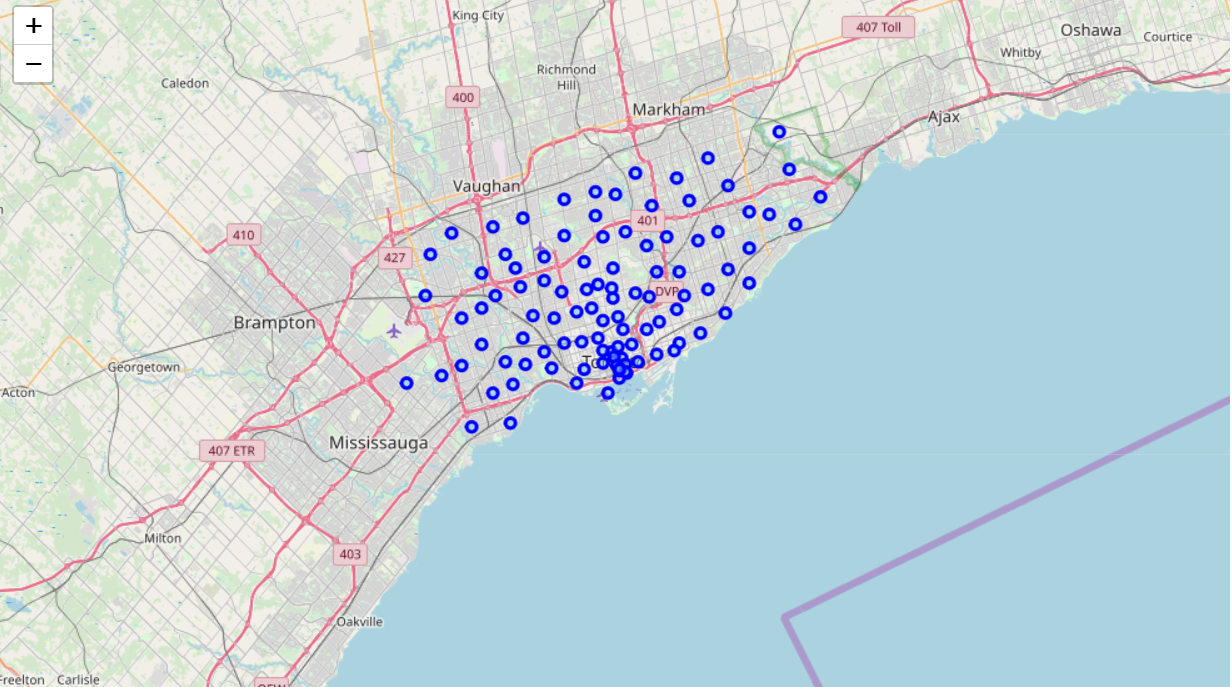 +
−
King City
407 Toll
Oshawa
Courtice
Whitby
Richmond
Hill
Caledon
400
Markham
Ajax
Vaughan
401
410
427
DVP
Brampton
Georgetown
Acton
Mississauga
407 ETR
Milton
403
Oakville
Freelton
Carlisle